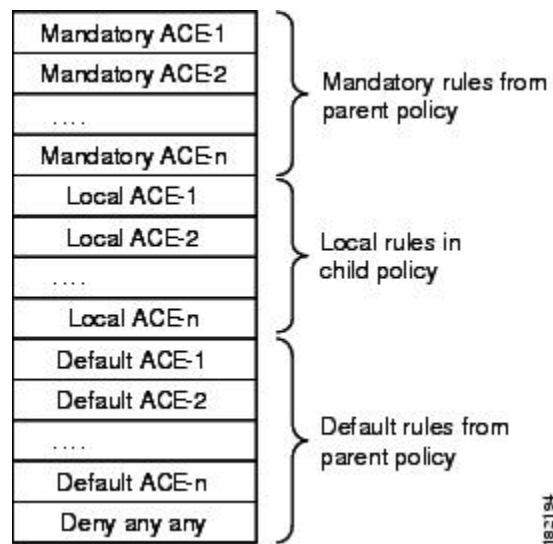 Mandatory ACE-1
Mandatory ACE-2
....
Mandatory ACE-n
Local ACE-1
Local ACE-2
....
Local ACE-n
Default ACE-1
Default ACE-2
....
Default ACE-n
Deny any any
Mandatory rules from
parent policy
Local rules in
child policy
Default rules from
parent policy
182194